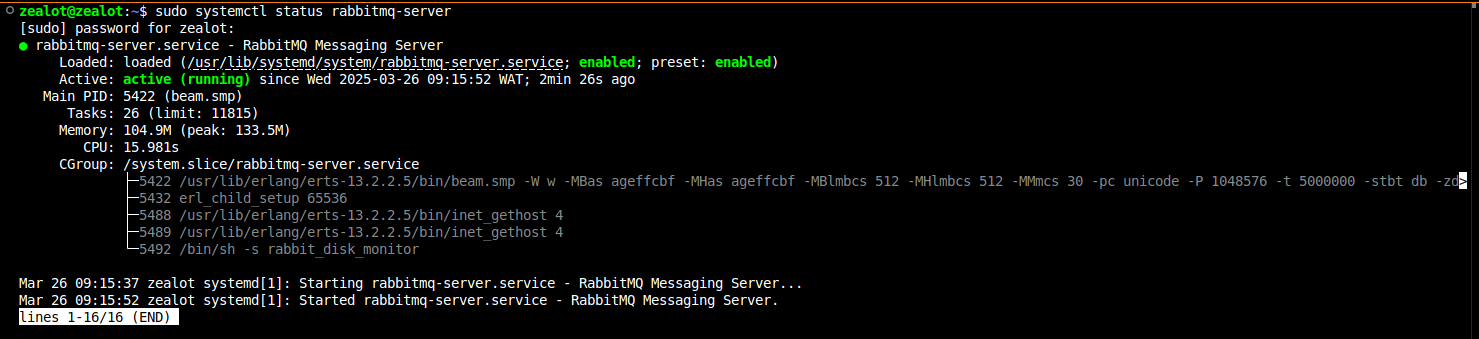 zealot@zealot:~$ sudo systemctl status rabbitmq-server
[sudo] password for zealot:
● rabbitmq-server.service - RabbitMQ Messaging Server
     Loaded: loaded (/usr/lib/systemd/system/rabbitmq-server.service; enabled; preset: enabled)
     Active: active (running) since Wed 2025-03-26 09:15:52 WAT; 2min 26s ago
   Main PID: 5422 (beam.smp)
      Tasks: 26 (limit: 11815)
     Memory: 104.9M (peak: 133.5M)
        CPU: 15.981s
     CGroup: /system.slice/rabbitmq-server.service
             ├─5422 /usr/lib/erlang/erts-13.2.2.5/bin/beam.smp -W w -MBas ageffcbf -MHas ageffcbf -MBlmbcs 512 -MHlmbcs 512 -MMmcs 30 -pc unicode -P 1048576 -t 5000000 -stbt db -zd>
             ├─5432 erl_child_setup 65536
             ├─5488 /usr/lib/erlang/erts-13.2.2.5/bin/inet_gethost 4
             ├─5489 /usr/lib/erlang/erts-13.2.2.5/bin/inet_gethost 4
             └─5492 /bin/sh -s rabbit_disk_monitor

Mar 26 09:15:37 zealot systemd[1]: Starting rabbitmq-server.service - RabbitMQ Messaging Server...
Mar 26 09:15:52 zealot systemd[1]: Started rabbitmq-server.service - RabbitMQ Messaging Server.
lines 1-16/16 (END)